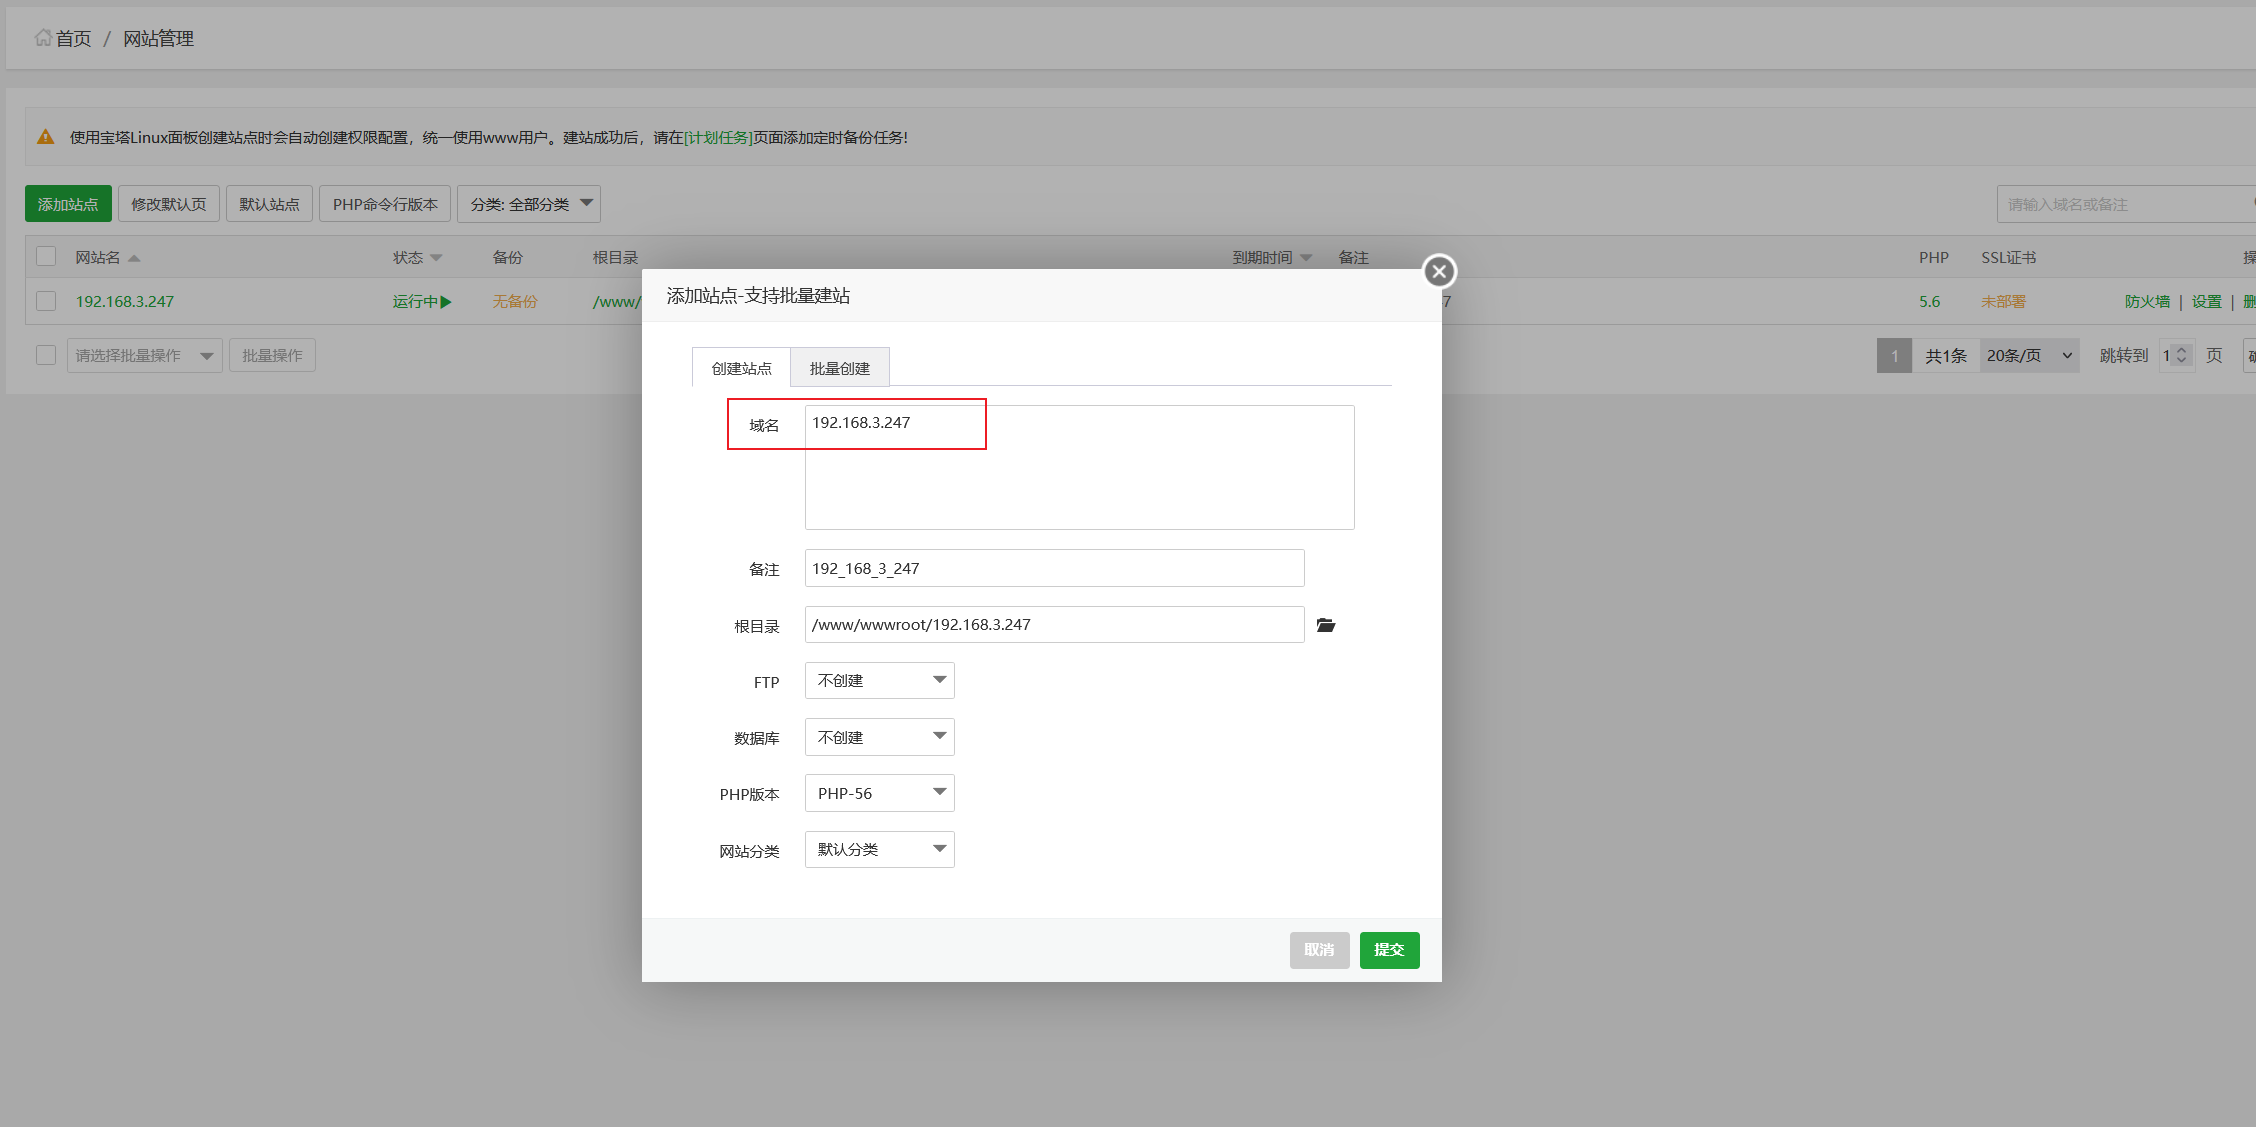 首页 / 网站管理
使用宝塔Linux面板创建站点时会自动创建权限配置，统一使用www用户。建站成功后，请在[计划任务]页面添加定时备份任务!
添加站点 修改默认页 默认站点 PHP命令行版本 分类: 全部分类 请输入域名或备注
网站名 状态 备份 根目录 到期时间 备注 PHP SSL证书
192.168.3.247 运行中 无备份 /www/ 5.6 未部署 防火墙 | 设置 |
请选择批量操作 批量操作 1 共1条 20条/页 跳转到 1 页
添加站点-支持批量建站
创建站点 批量创建
域名 192.168.3.247
备注 192_168_3_247
根目录 /www/wwwroot/192.168.3.247
FTP 不创建
数据库 不创建
PHP版本 PHP-56
网站分类 默认分类
取消 提交